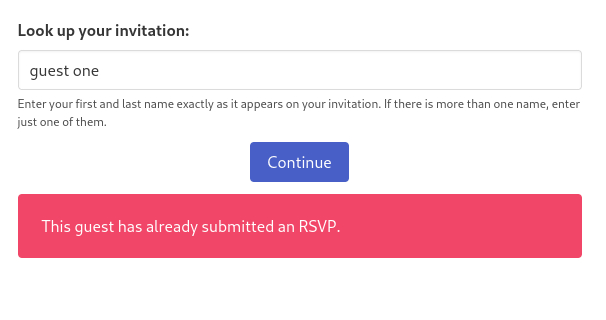 Look up your invitation:
guest one
Enter your first and last name exactly as it appears on your invitation. If there is more than one name, enter
just one of them.
Continue
This guest has already submitted an RSVP.